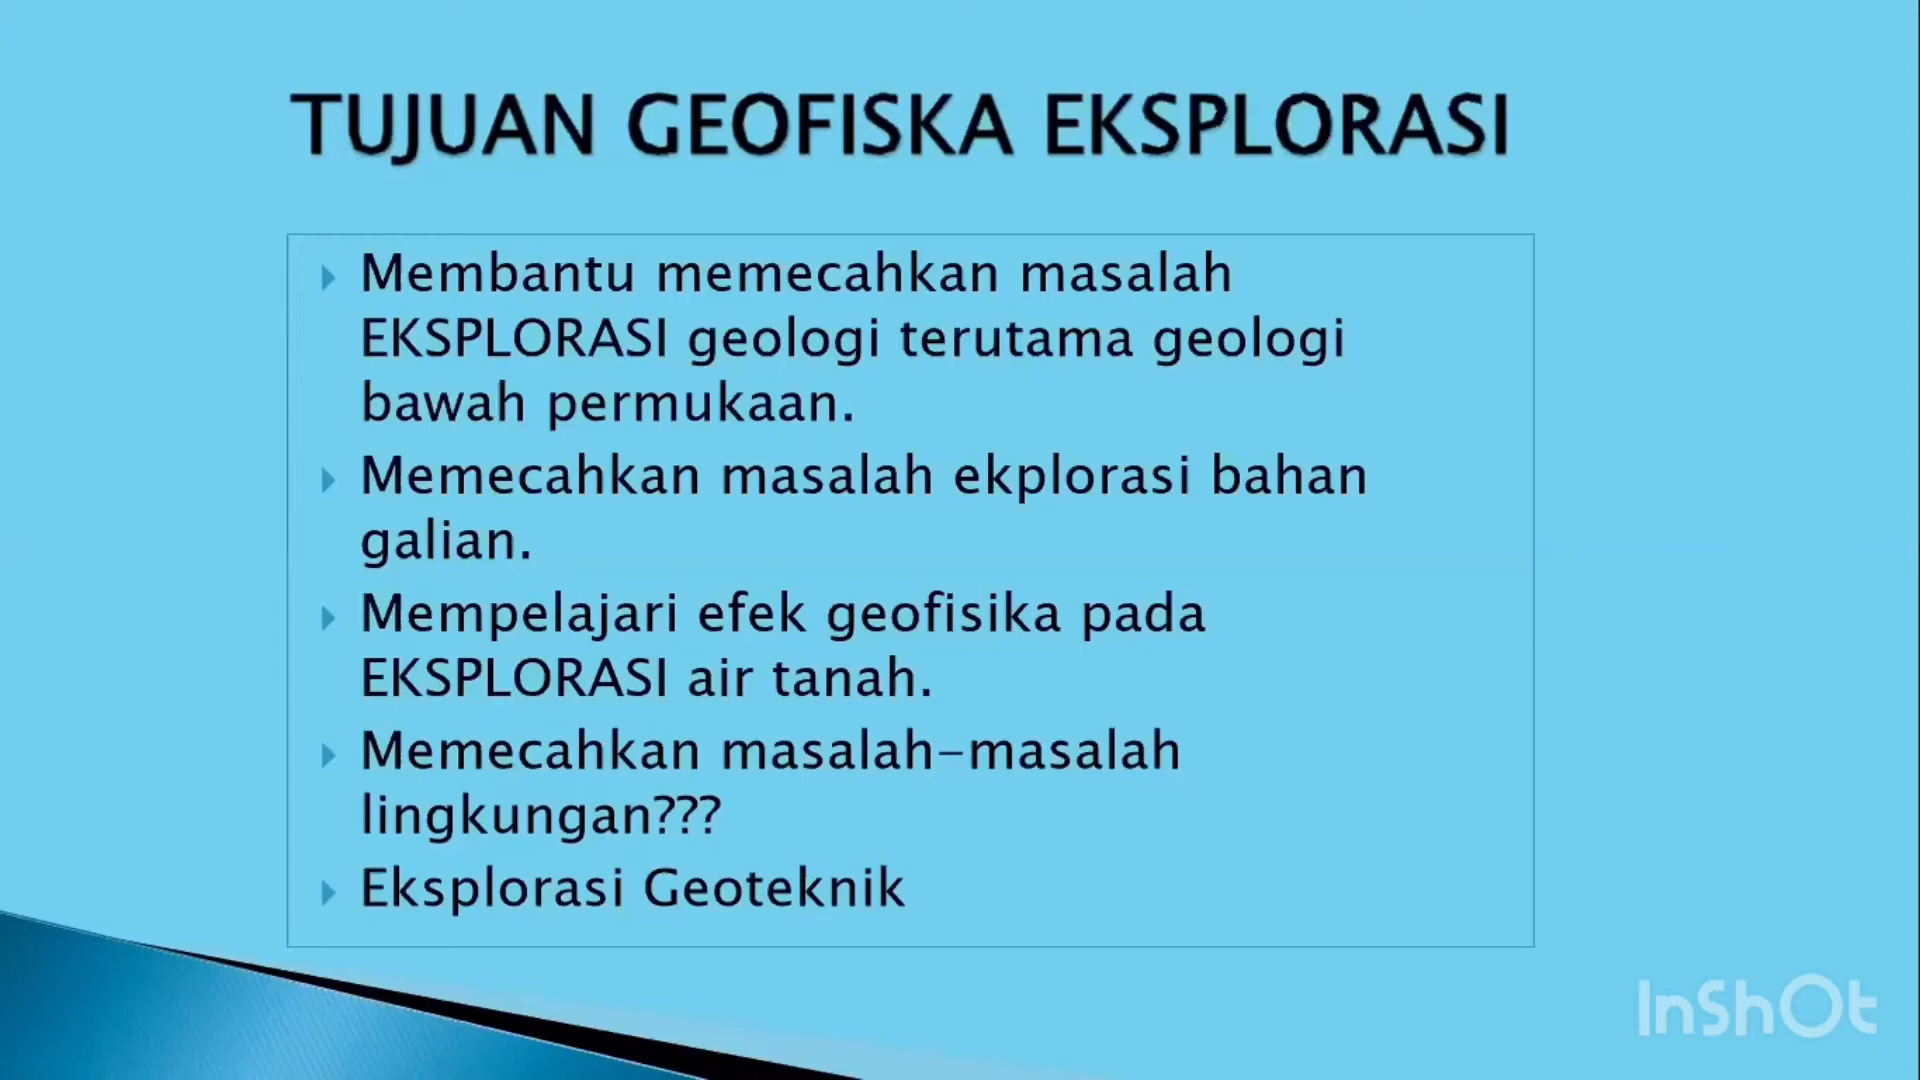 TUJUAN GEOFISKA EKSPLORASI
Membantu memecahkan masalah
EKSPLORASI geologi terutama geologi
bawah permukaan.
Memecahkan masalah ekplorasi bahan
galian.
Mempelajari efek geofisika pada
EKSPLORASI air tanah.
Memecahkan masalah-masalah
lingkungan???
Eksplorasi Geoteknik
InShOt